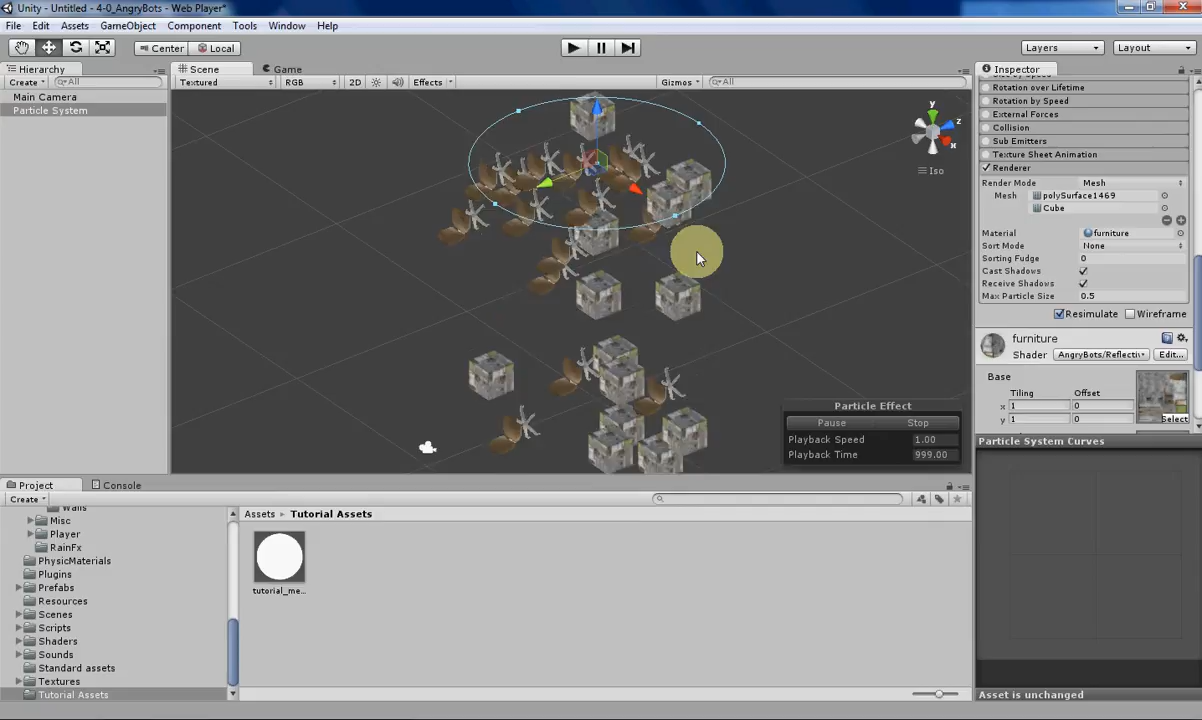 Unity - Untitled - 4-0_AngryBots - Web Player*
File Edit Assets GameObject Component Tools Window Help
Center Local Layers Layout
Hierarchy Scene Game Inspector
Create All Textured RGB 2D Effects Gizmos All
Main Camera
Particle System
Rotation over Lifetime
Rotation by Speed
External Forces
Collision
Sub Emitters
Texture Sheet Animation
Renderer
Render Mode Mesh
Mesh polySurface1469
Cube
Material furniture
Sort Mode None
Sorting Fudge 0
Cast Shadows
Receive Shadows
Max Particle Size 0.5
Resimulate Wireframe
furniture
Shader AngryBots/Reflectiv Edit...
Base
Tiling Offset
x 1 0
y 1 0
Select
y
z
x
Iso
Particle Effect
Pause Stop
Playback Speed 1.00
Playback Time 999.00
Particle System Curves
Asset is unchanged
Project Console
Create
Walls
Misc
Player
RainFx
PhysicMaterials
Plugins
Prefabs
Resources
Scenes
Scripts
Shaders
Sounds
Standard assets
Textures
Tutorial Assets
Assets Tutorial Assets
tutorial_me...